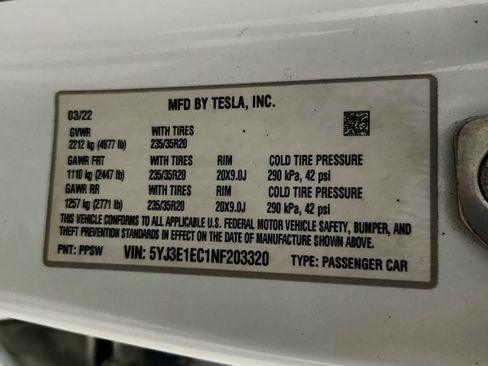 MFD BY TESLA, INC.
03/22
GVWR WITH TIRES
2212 kg (4877 lb) 235/35R20
GAWR FRT WITH TIRES RIM COLD TIRE PRESSURE
1110 kg (2447 lb) 235/35R20 20X9.0J 290 kPa, 42 psi
GAWR RR WITH TIRES RIM COLD TIRE PRESSURE
1257 kg (2771 lb) 235/35R20 20X9.0J 290 kPa, 42 psi
THIS VEHICLE CONFORMS TO ALL APPLICABLE U.S. FEDERAL MOTOR VEHICLE SAFETY, BUMPER, AND
THEFT PREVENTION STANDARDS IN EFFECT ON THE DATE OF MANUFACTURE SHOWN ABOVE.
PNT: PPSW VIN: 5YJ3E1EC1NF203320 TYPE: PASSENGER CAR